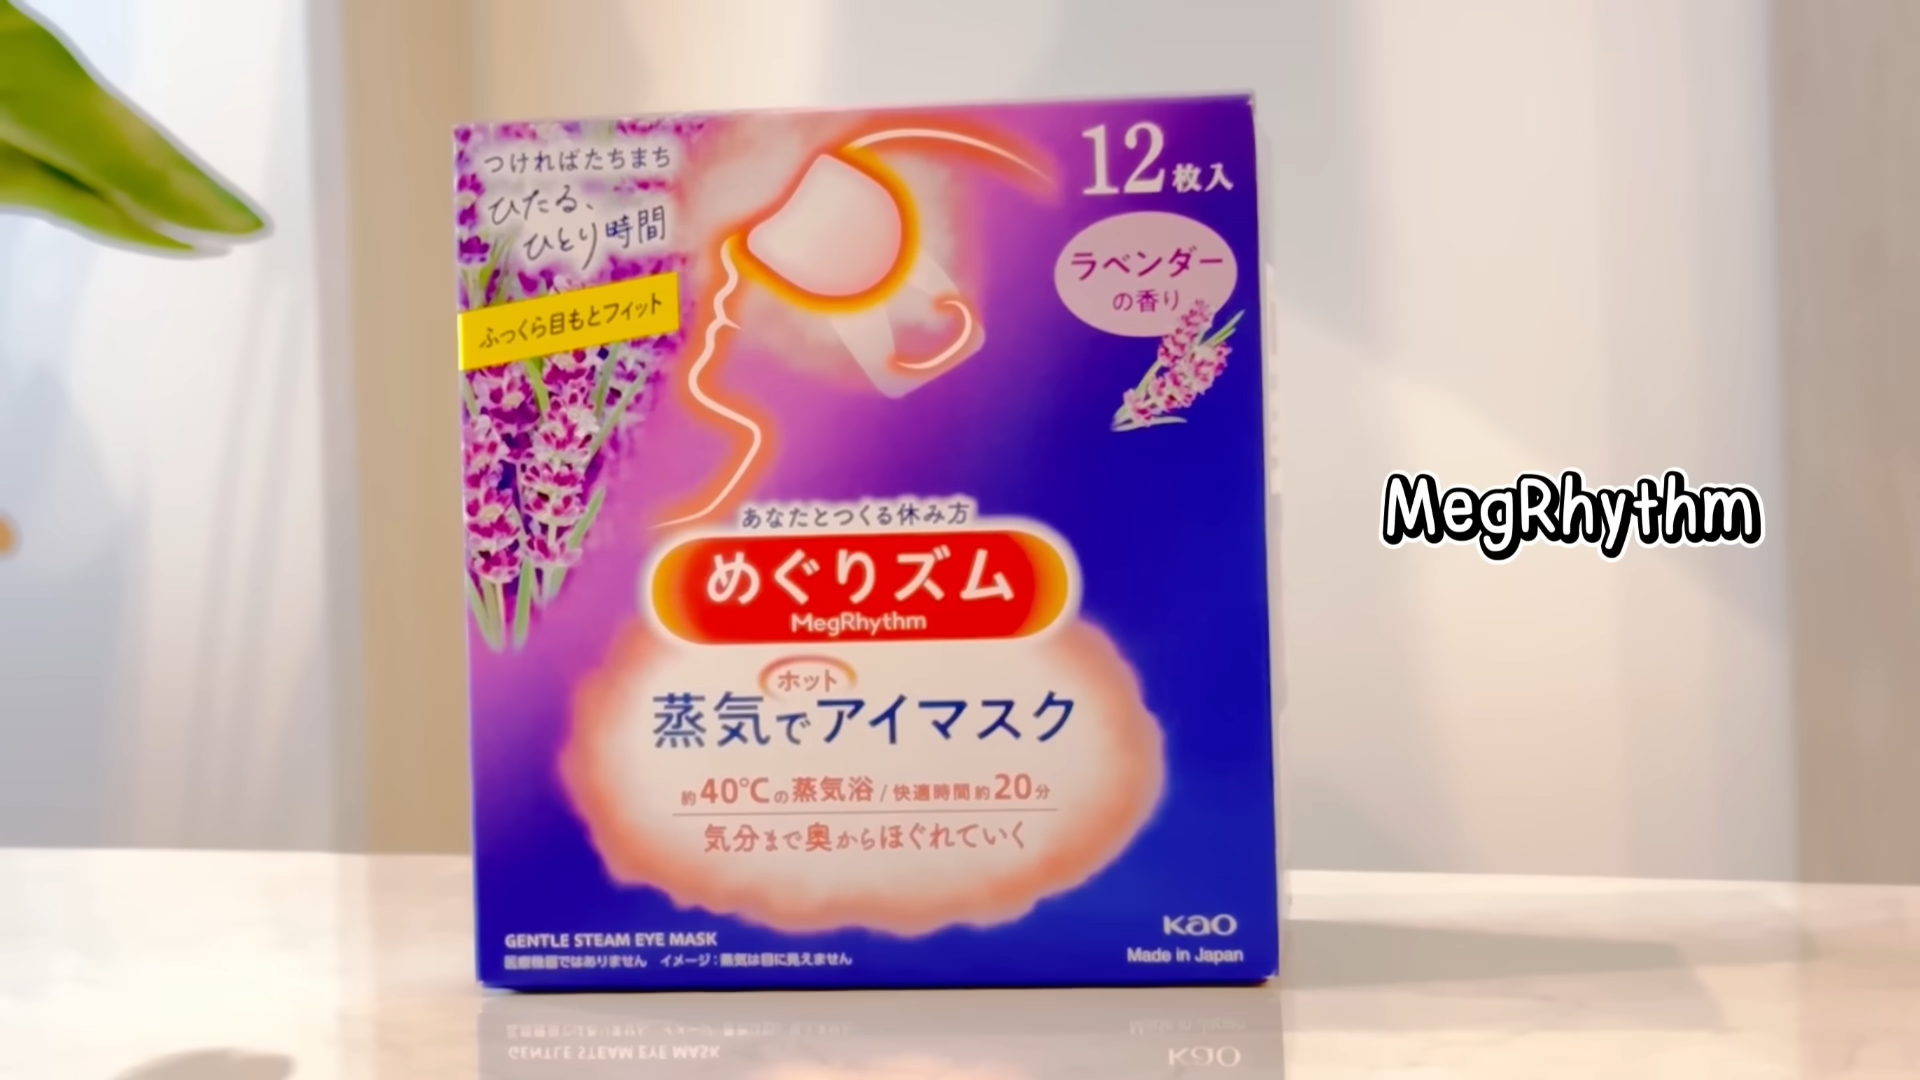 つければたちまち
ひたる、
ひとり時間
ふっくら目もとフィット
12枚入
ラベンダー
の香り
MegRhythm
あなたとつくる休み方
めぐりズム
MegRhythm
ホット
蒸気でアイマスク
約40℃の蒸気浴/快適時間約20分
気分まで奥からほぐれていく
GENTLE STEAM EYE MASK
医療機器ではありません イメージ:蒸気は目に見えません
Kao
Made in Japan